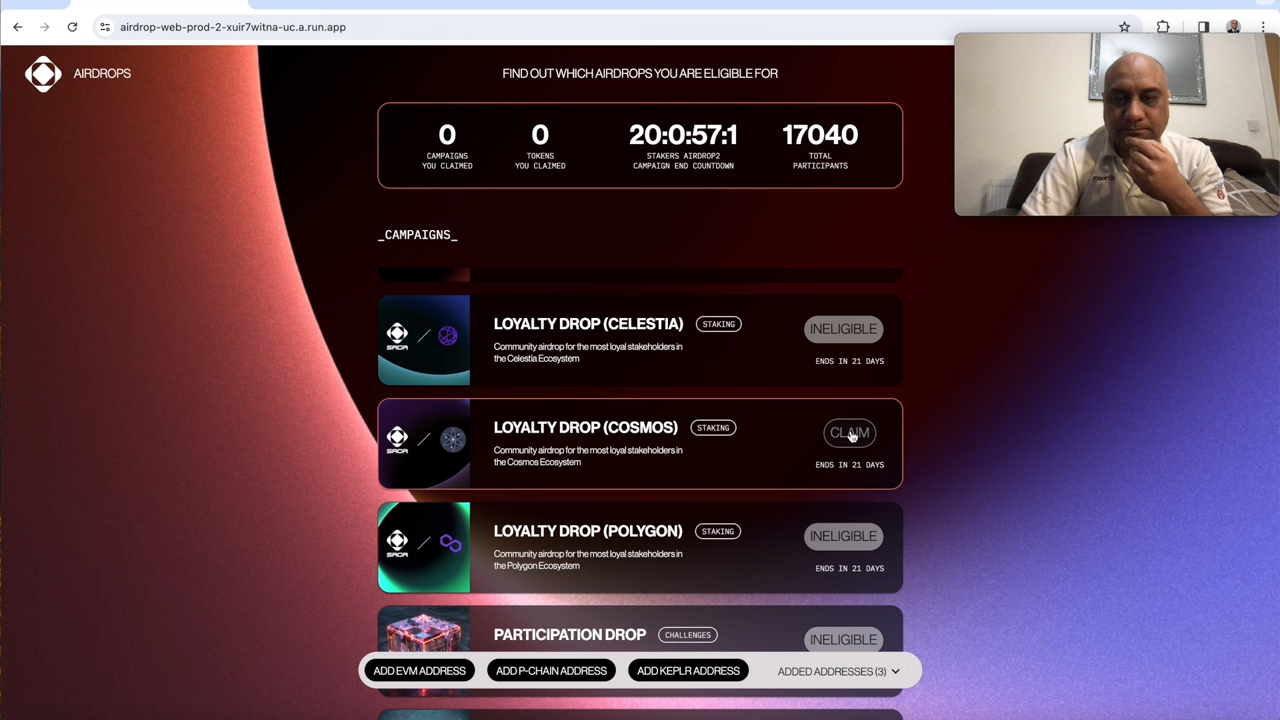 airdrop-web-prod-2-xuir7witna-uc.a.run.app
AIRDROPS
FIND OUT WHICH AIRDROPS YOU ARE ELIGIBLE FOR
0
CAMPAIGNS
YOU CLAIMED
0
TOKENS
YOU CLAIMED
20:0:57:1
STAKERS AIRDROP2
CAMPAIGN END COUNTDOWN
17040
TOTAL
PARTICIPANTS
_CAMPAIGNS_
SAGA
LOYALTY DROP (CELESTIA)
STAKING
Community airdrop for the most loyal stakeholders in
the Celestia Ecosystem
INELIGIBLE
ENDS IN 21 DAYS
SAGA
LOYALTY DROP (COSMOS)
STAKING
Community airdrop for the most loyal stakeholders in
the Cosmos Ecosystem
CLAIM
ENDS IN 21 DAYS
SAGA
LOYALTY DROP (POLYGON)
STAKING
Community airdrop for the most loyal stakeholders in
the Polygon Ecosystem
INELIGIBLE
ENDS IN 21 DAYS
PARTICIPATION DROP
CHALLENGES
INELIGIBLE
ADD EVM ADDRESS
ADD P-CHAIN ADDRESS
ADD KEPLR ADDRESS
ADDED ADDRESSES (3)